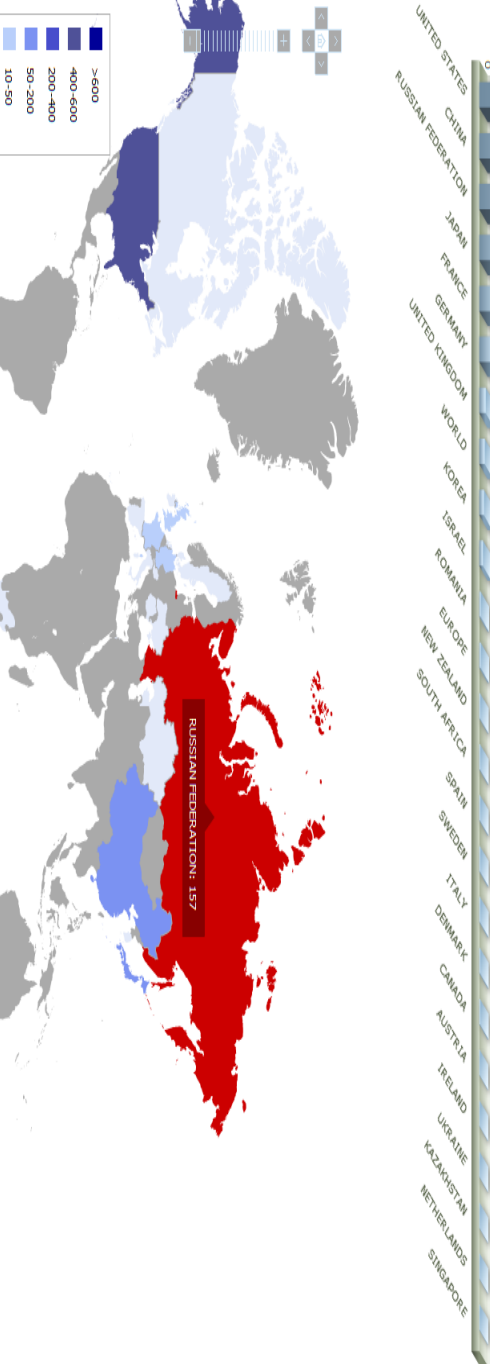 0
UNITED STATES
CHINA
RUSSIAN FEDERATION
JAPAN
FRANCE
GERMANY
UNITED KINGDOM
WORLD
KOREA
ISRAEL
ROMANIA
EUROPE
NEW ZEALAND
SOUTH AFRICA
SPAIN
SWEDEN
ITALY
DENMARK
CANADA
AUSTRIA
IRELAND
UKRAINE
KAZAKHSTAN
NETHERLANDS
SINGAPORE
RUSSIAN FEDERATION: 157
>600
400-600
200-400
50-200
10-50